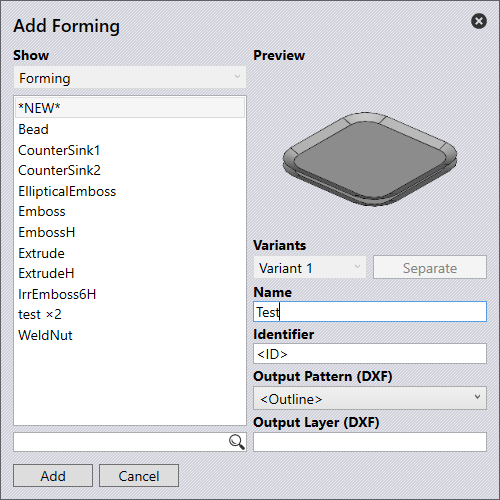 Add Forming
Show
Forming
*NEW*
Bead
CounterSink1
CounterSink2
EllipticalEmboss
Emboss
EmbossH
Extrude
ExtrudeH
IrrEmboss6H
test ×2
WeldNut
Preview
Variants
Variant 1
Separate
Name
Test
Identifier
<ID>
Output Pattern (DXF)
<Outline>
Output Layer (DXF)
Add
Cancel